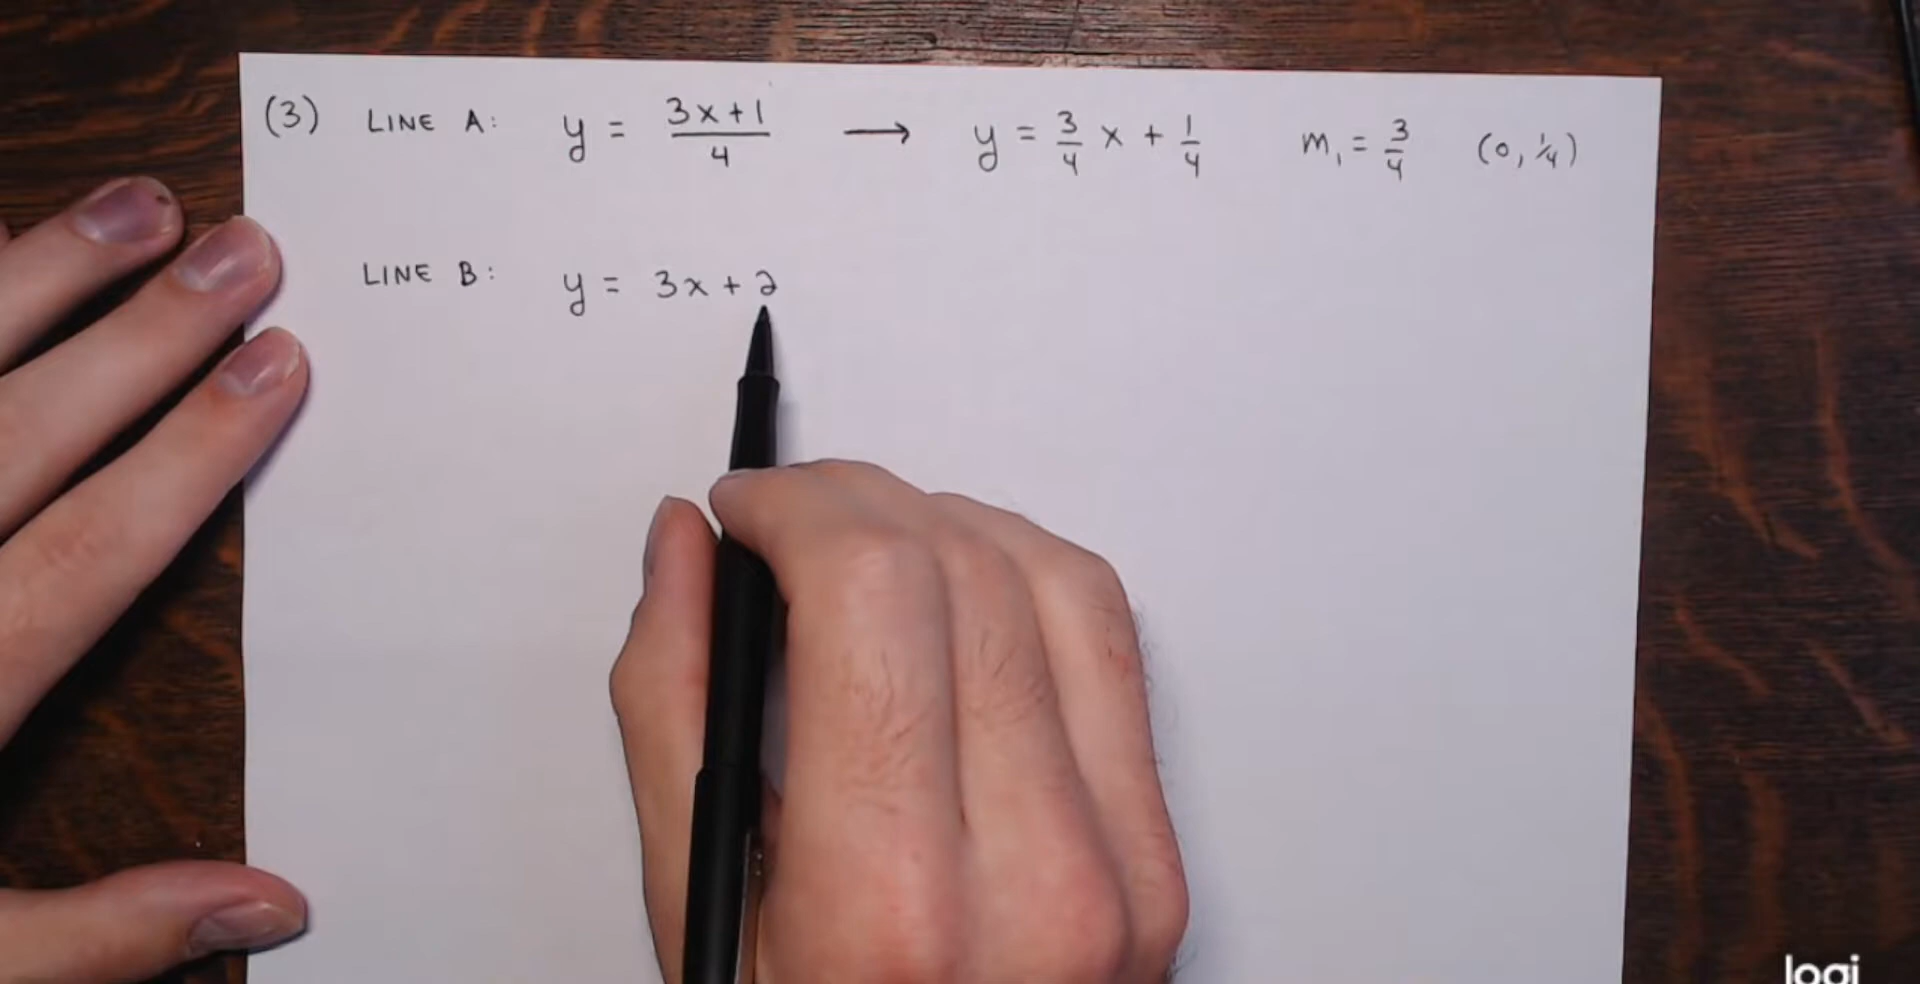 (3) LINE A: y = 3x+1/4 → y = 3/4 x + 1/4 m₁ = 3/4 (0, 1/4)
LINE B: y = 3x + 2
logi